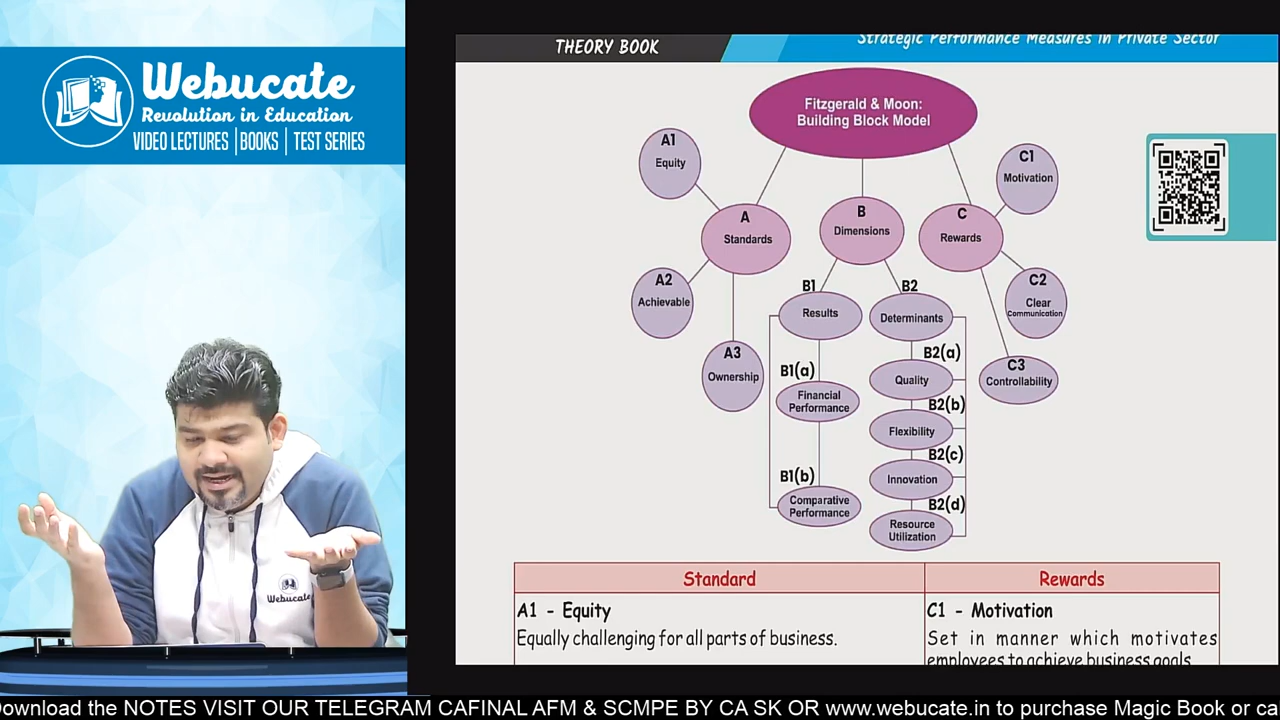 Webucate
Revolution in Education
VIDEO LECTURES | BOOKS | TEST SERIES
Webucate
THEORY BOOK
Strategic Performance Measures in Private Sector
Fitzgerald & Moon:
Building Block Model
A1
Equity
C1
Motivation
A
Standards
B
Dimensions
C
Rewards
A2
Achievable
B1
Results
B2
Determinants
C2
Clear
Communication
A3
Ownership
B1(a)
Financial
Performance
B2(a)
Quality
C3
Controllability
B2(b)
Flexibility
B2(c)
Innovation
B1(b)
Comparative
Performance
B2(d)
Resource
Utilization
Standard
Rewards
A1 - Equity
Equally challenging for all parts of business.
C1 - Motivation
Set in manner which motivates
employees to achieve business goals
ownload the NOTES VISIT OUR TELEGRAM CAFINAL AFM & SCMPE BY CA SK OR www.webucate.in to purchase Magic Book or ca